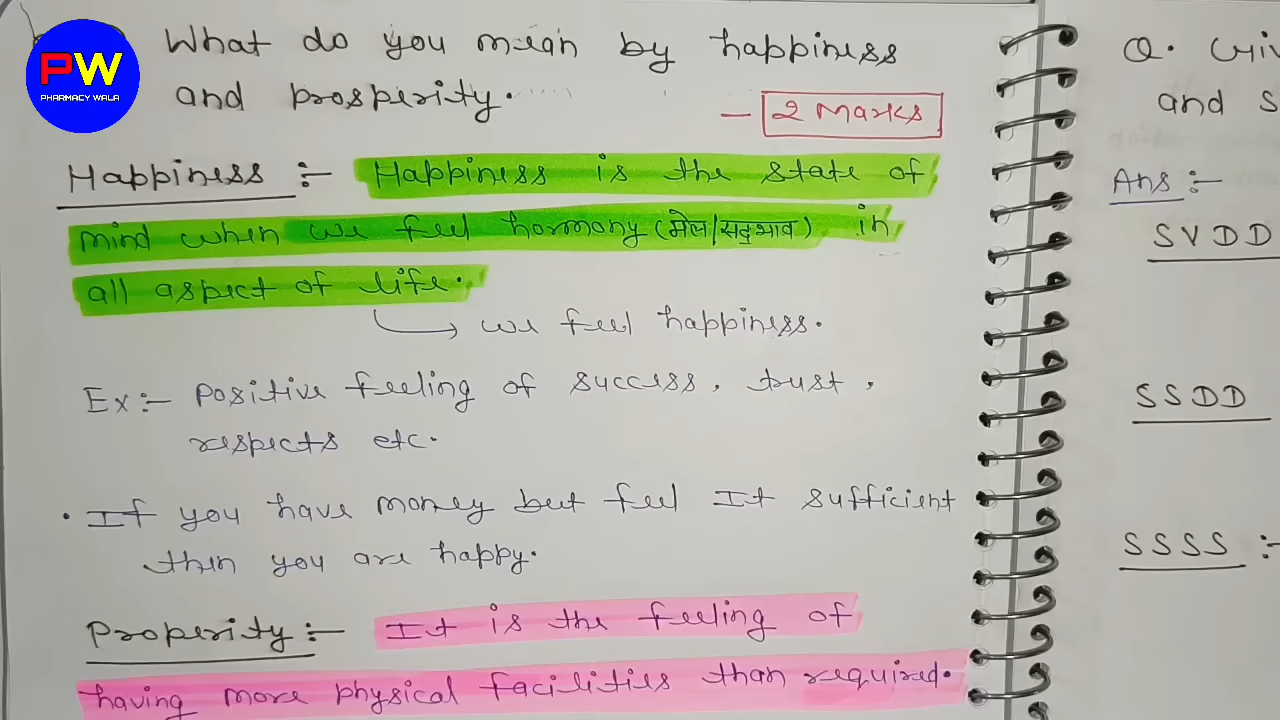 PW
PHARMACY WALA
What do you mean by happiness
and prosperity.
— 2 Marks
Happiness :- Happiness is the state of
mind when we feel hormony (मेल/सद्भाव) in
all aspect of life.
we feel happiness.
Ex:- Positive feeling of success, trust,
respects etc.
• If you have money but feel It sufficient
then you are happy.
Properity :- It is the feeling of
having more physical facilities than required.
Q.
and S
Ans :-
SVDD
SSDD
SSSS :-